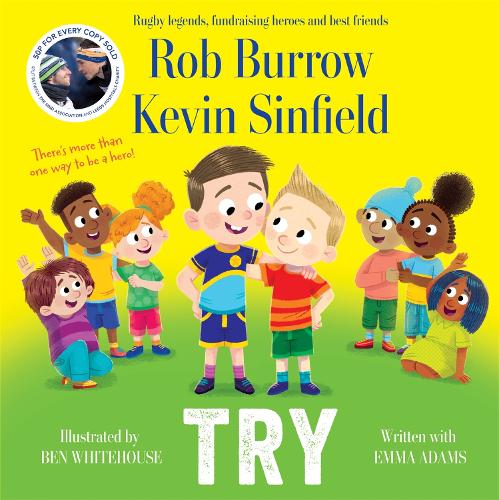 Rugby legends, fundraising heroes and best friends
50P FOR EVERY COPY SOLD
Rob Burrow
Kevin Sinfield
There's more than
one way to be a hero!
TRY
Illustrated by
BEN WHITEHOUSE
Written with
EMMA ADAMS